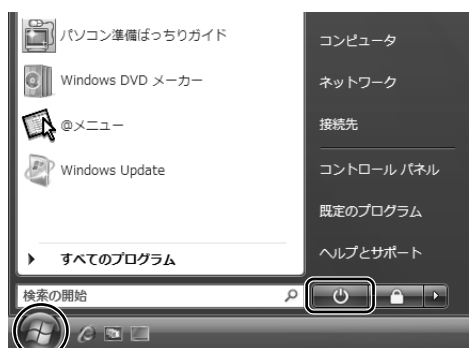 パソコン準備ばっちりガイド
Windows DVD メーカー
@メニュー
Windows Update
すべてのプログラム
検索の開始
コンピュータ
ネットワーク
接続先
コントロール パネル
既定のプログラム
ヘルプとサポート